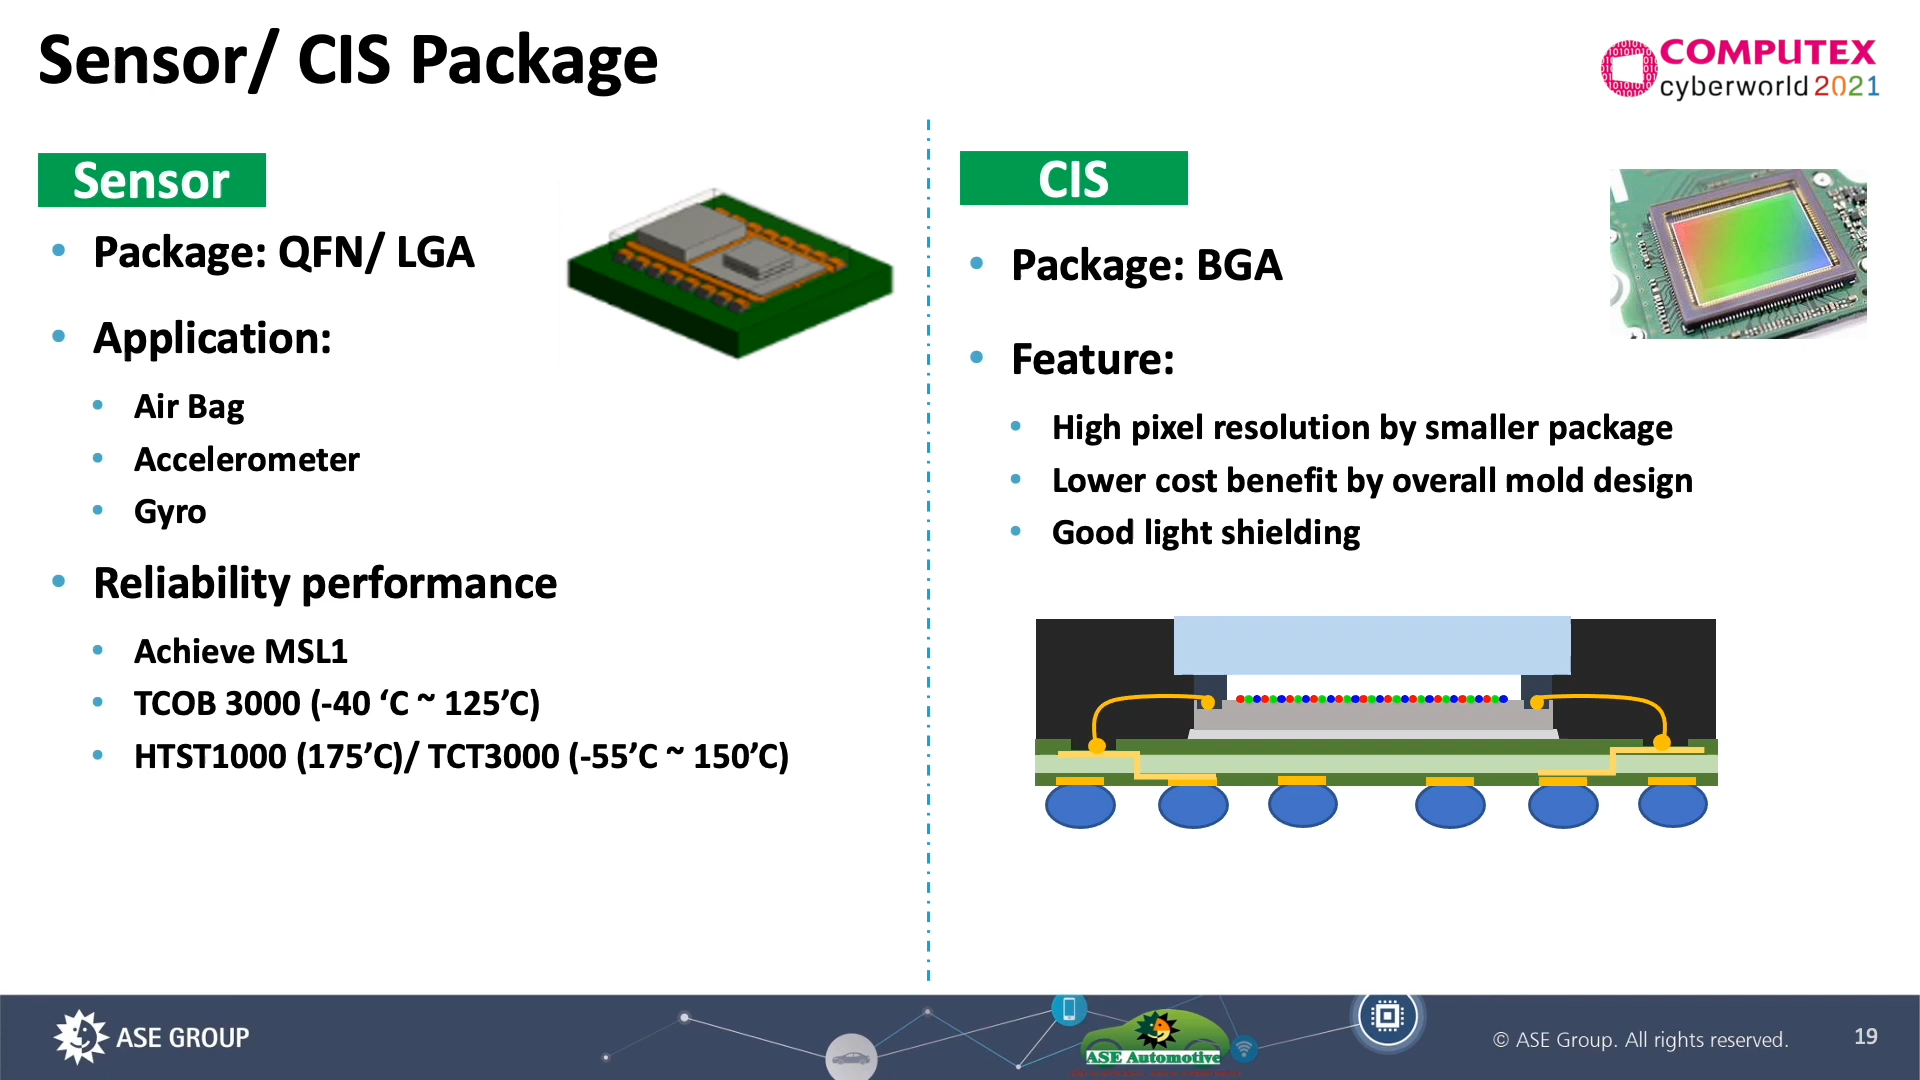 Sensor/ CIS Package
COMPUTEX
cyberworld 2021
Sensor
• Package: QFN/ LGA
• Application:
• Air Bag
• Accelerometer
• Gyro
• Reliability performance
• Achieve MSL1
• TCOB 3000 (-40 ‘C ~ 125’C)
• HTST1000 (175’C)/ TCT3000 (-55’C ~ 150’C)
CIS
• Package: BGA
• Feature:
• High pixel resolution by smaller package
• Lower cost benefit by overall mold design
• Good light shielding
ASE GROUP
ASE Automotive
© ASE Group. All rights reserved.
19